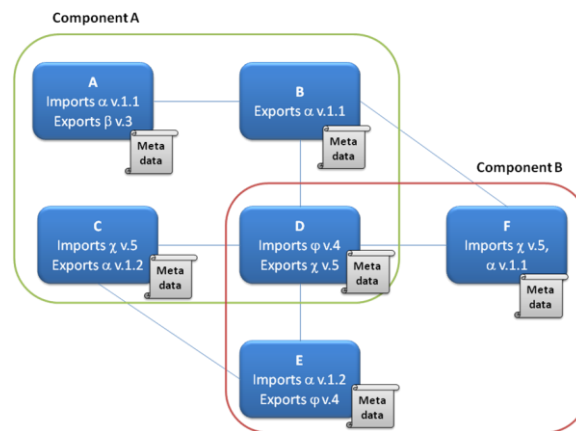 Component A
A
Imports α v.1.1
Exports β v.3
Meta
data
B
Exports α v.1.1
Meta
data
Component B
C
Imports χ v.5
Exports α v.1.2
Meta
data
D
Imports φ v.4
Exports χ v.5
Meta
data
F
Imports χ v.5,
α v.1.1
Meta
data
E
Imports α v.1.2
Exports φ v.4
Meta
data